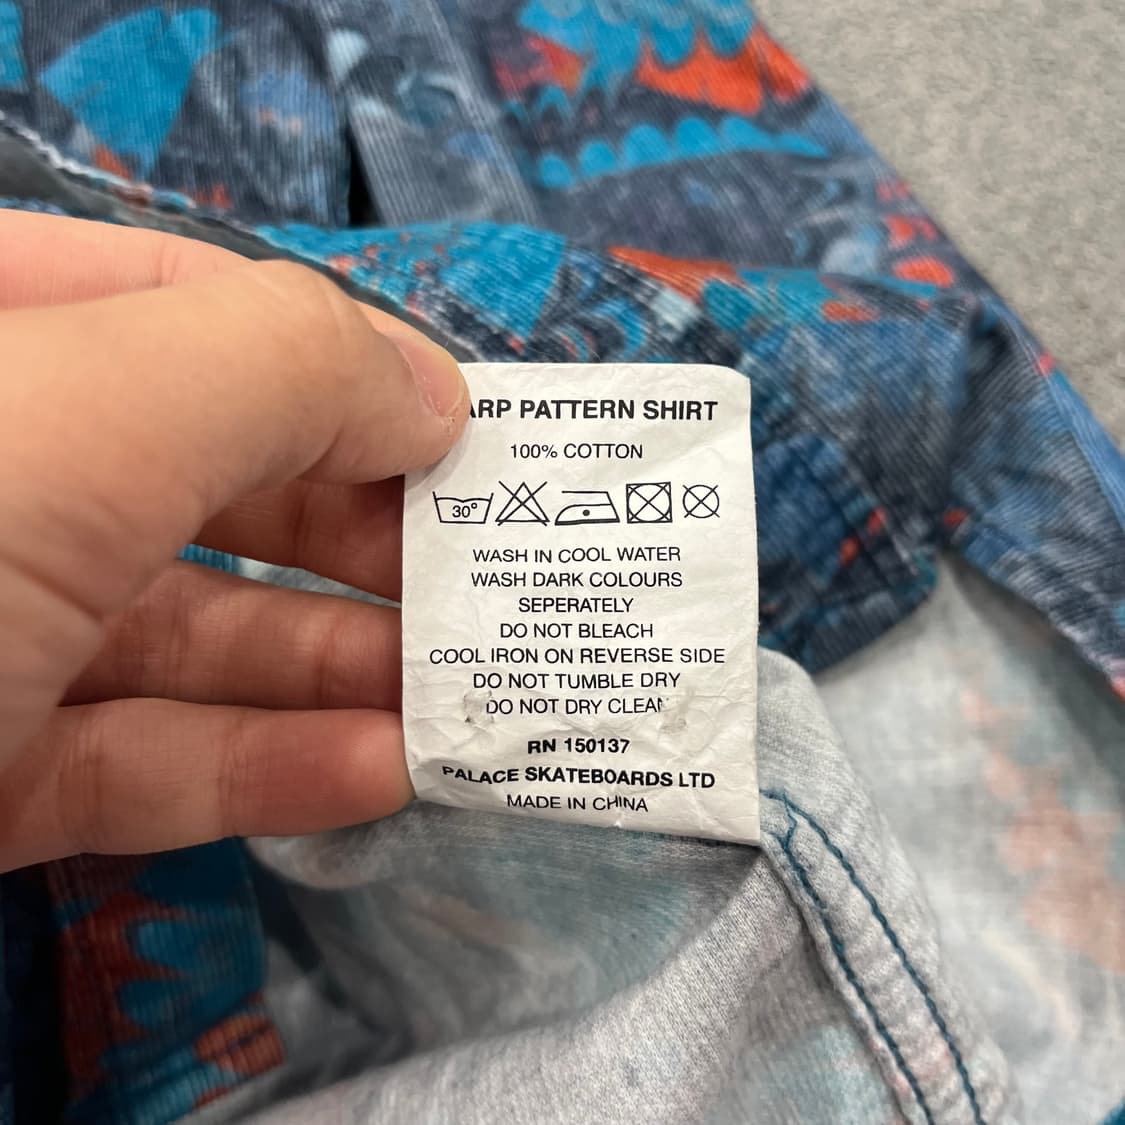 ARP PATTERN SHIRT
100% COTTON
30°
WASH IN COOL WATER
WASH DARK COLOURS
SEPERATELY
DO NOT BLEACH
COOL IRON ON REVERSE SIDE
DO NOT TUMBLE DRY
DO NOT DRY CLEAN
RN 150137
PALACE SKATEBOARDS LTD
MADE IN CHINA